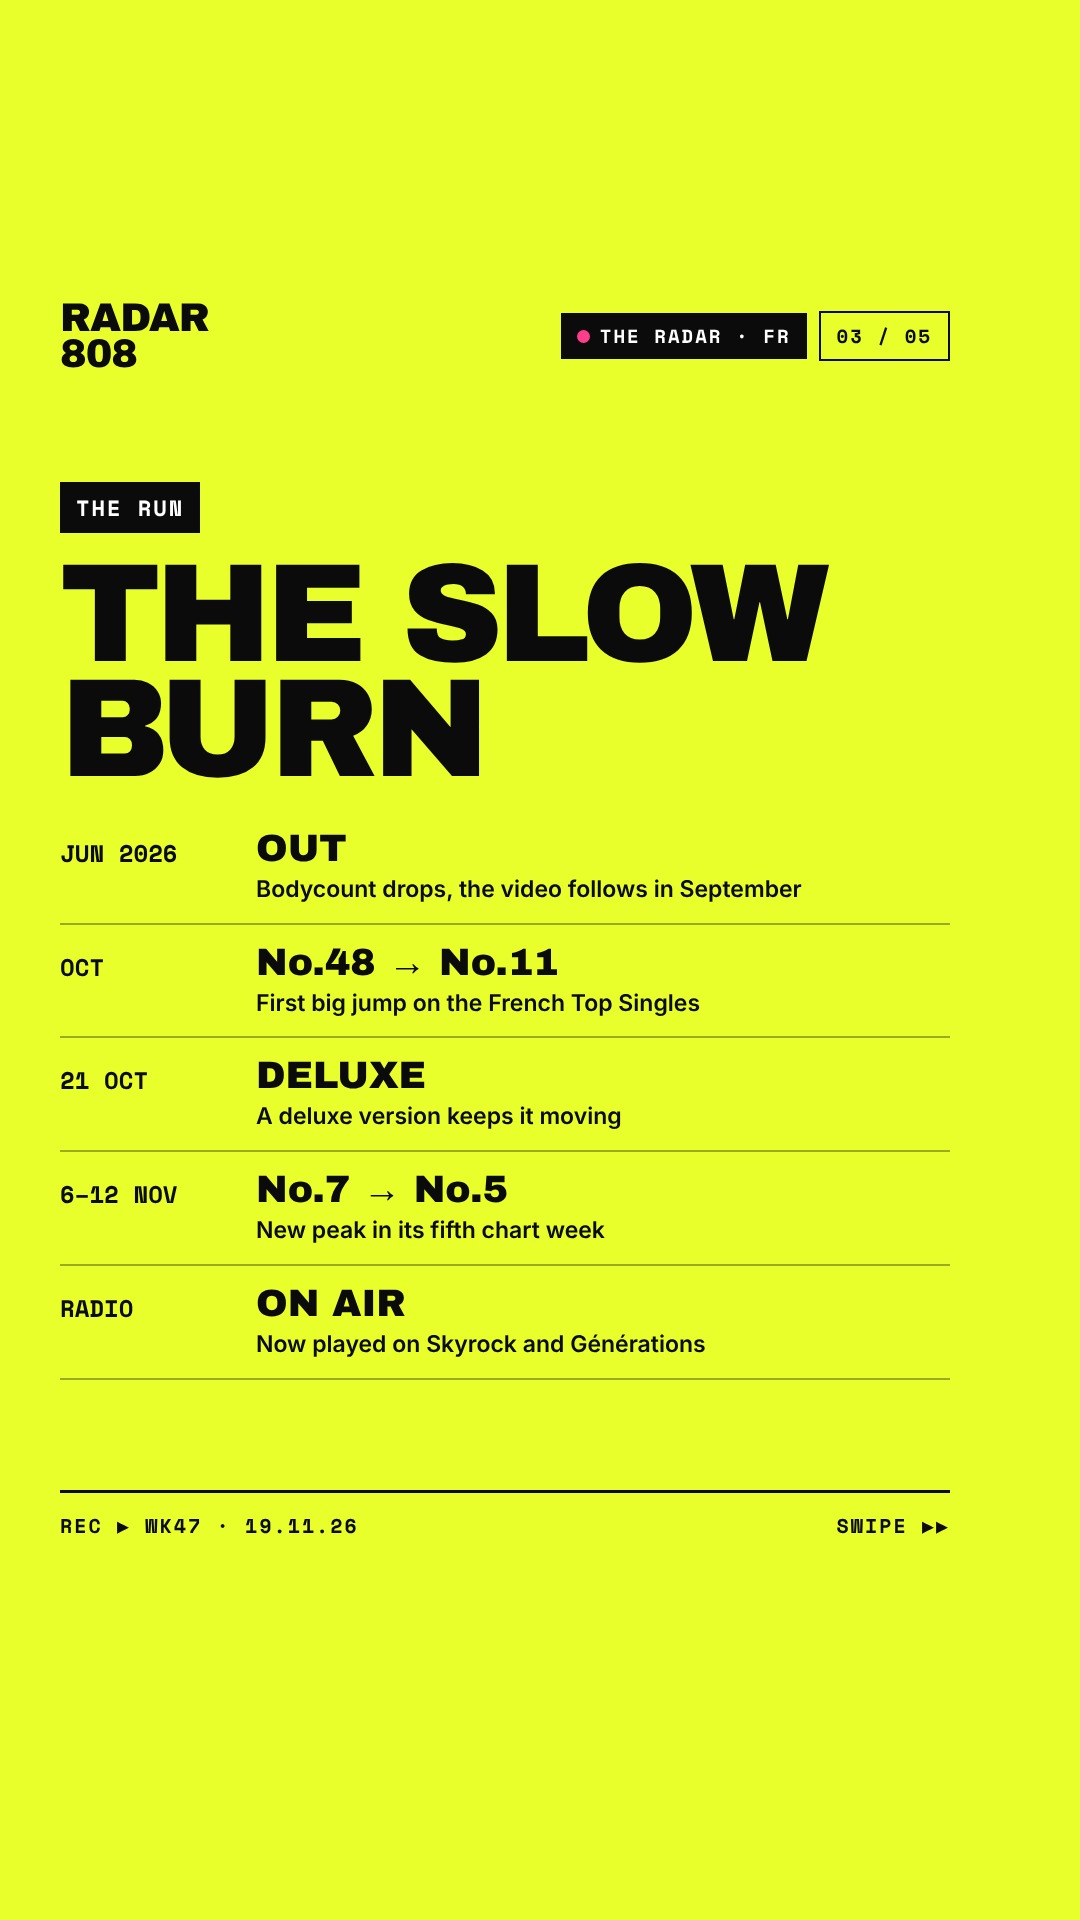 RADAR
808
THE RADAR · FR
03 / 05
THE RUN
THE SLOW
BURN
JUN 2026
OUT
Bodycount drops, the video follows in September
OCT
No.48 → No.11
First big jump on the French Top Singles
21 OCT
DELUXE
A deluxe version keeps it moving
6–12 NOV
No.7 → No.5
New peak in its fifth chart week
RADIO
ON AIR
Now played on Skyrock and Générations
REC ▶ WK47 · 19.11.26
SWIPE ▶▶